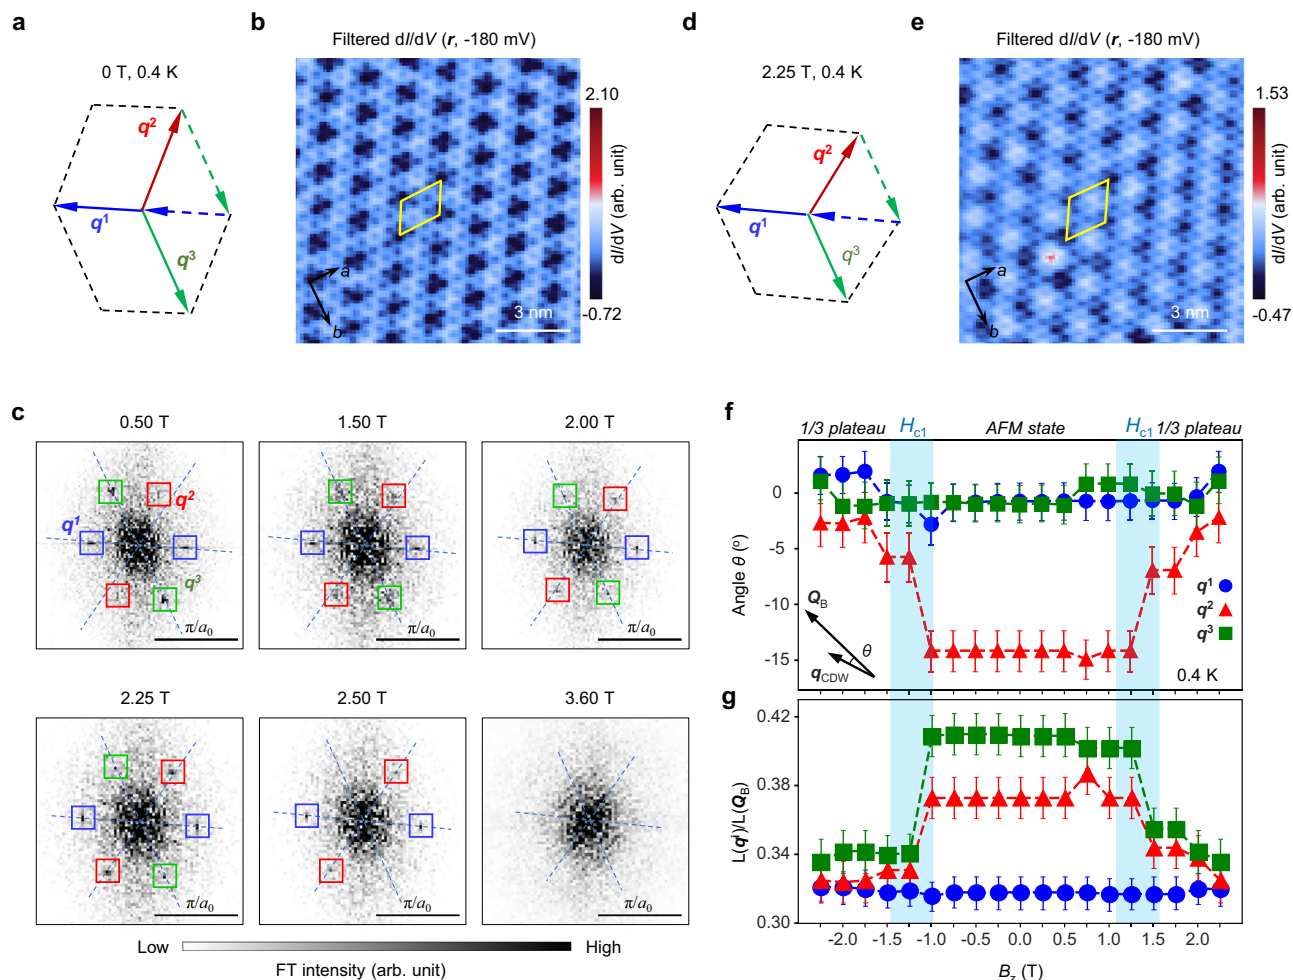 a
0 T, 0.4 K
q²
q¹
q³
b
Filtered dI/dV (r, -180 mV)
a
b
3 nm
2.10
dI/dV (arb. unit)
-0.72
d
2.25 T, 0.4 K
q²
q¹
q³
e
Filtered dI/dV (r, -180 mV)
a
b
3 nm
1.53
dI/dV (arb. unit)
-0.47
c
0.50 T
1.50 T
2.00 T
q²
q¹
q³
π/a₀
π/a₀
π/a₀
2.25 T
2.50 T
3.60 T
π/a₀
π/a₀
π/a₀
Low
High
FT intensity (arb. unit)
f
1/3 plateau
H_c1
AFM state
H_c1
1/3 plateau
0
-5
-10
-15
Angle θ (°)
Q_B
θ
q_CDW
q¹
q²
q³
0.4 K
g
0.42
0.38
0.34
0.30
L(qⁱ)/L(Q_B)
-2.0
-1.5
-1.0
-0.5
0.0
0.5
1.0
1.5
2.0
B_z (T)